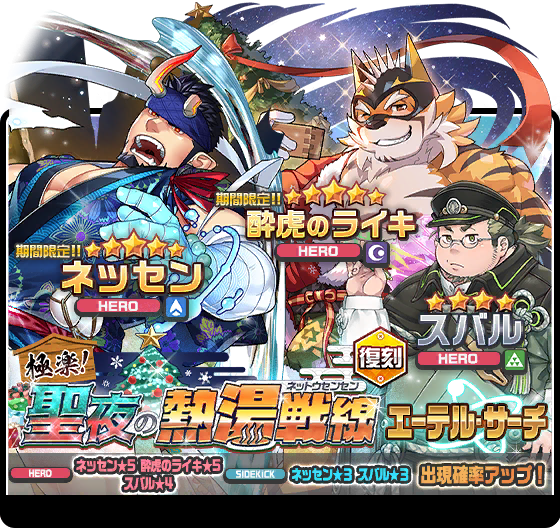 期間限定!!
酔虎のライキ
HERO
期間限定!!
ネッセン
HERO
スバル
HERO
復刻
極楽!
ネットウセンセン
聖夜の熱湯戦線
エーテル・サーチ
HERO ネッセン★5 酔虎のライキ★5
スバル★4
SIDEKICK ネッセン★3 スバル★3 出現確率アップ!